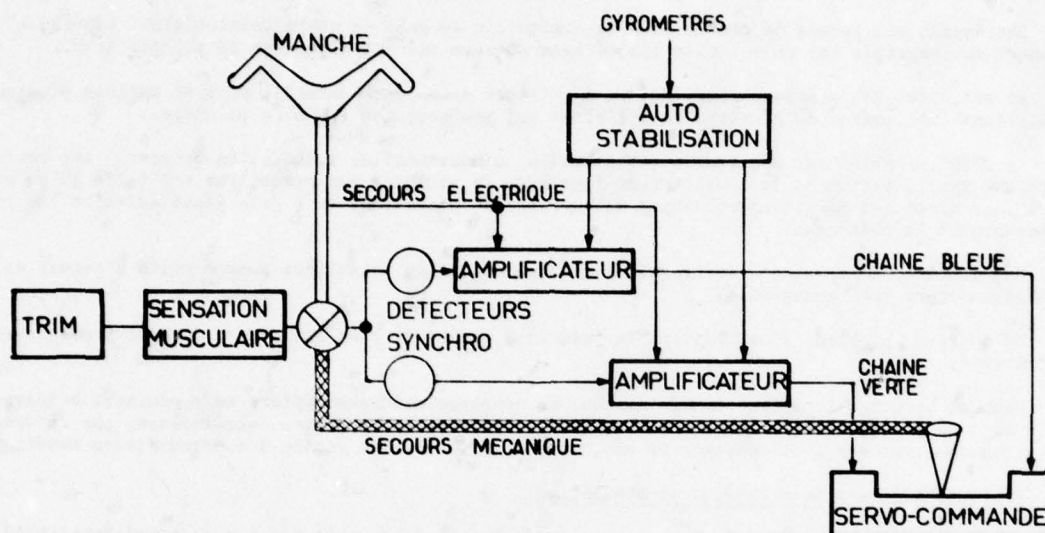 GYROMETRES
MANCHE
AUTO
STABILISATION
SECOURS ELECTRIQUE
AMPLIFICATEUR
CHAINE BLEUE
TRIM
SENSATION
MUSCULAIRE
DETECTEURS
SYNCHRO
AMPLIFICATEUR
CHAINE
VERTE
SECOURS MECANIQUE
SERVO-COMMANDE